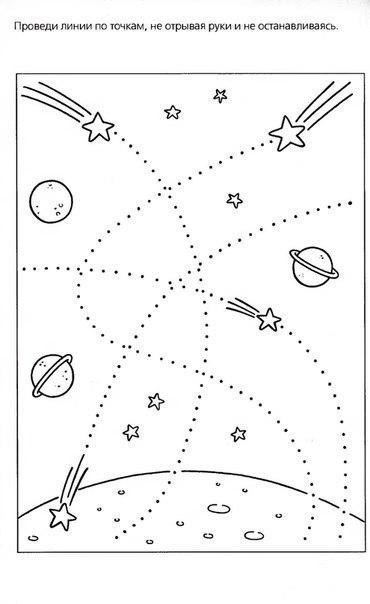 Проведи линии по точкам, не отрывая руки и не останавливаясь.